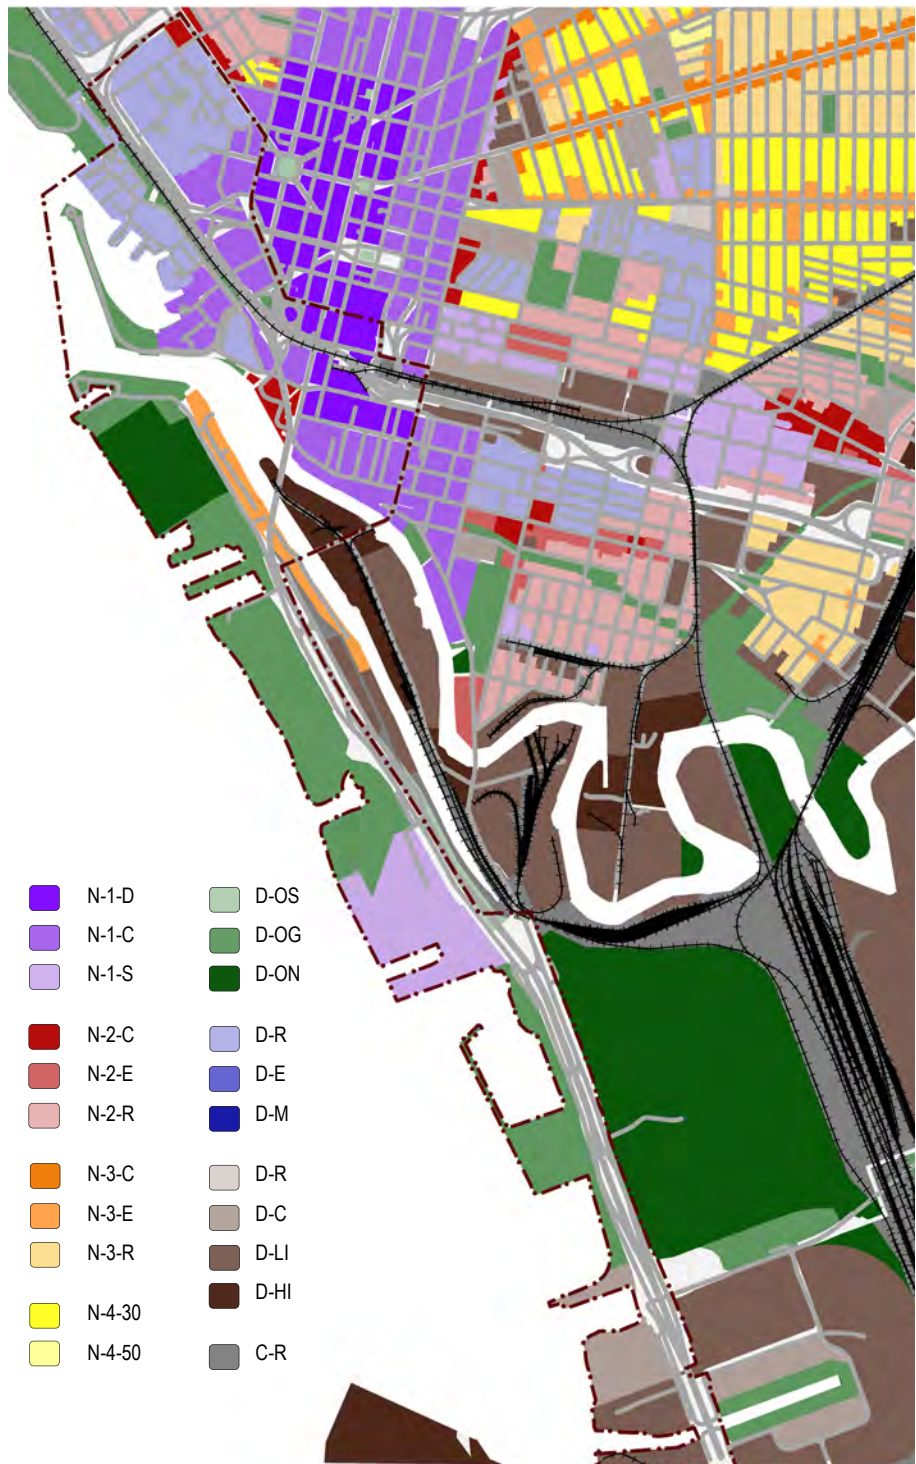 N-1-D
N-1-C
N-1-S
N-2-C
N-2-E
N-2-R
N-3-C
N-3-E
N-3-R
N-4-30
N-4-50
D-OS
D-OG
D-ON
D-R
D-E
D-M
D-R
D-C
D-LI
D-HI
C-R